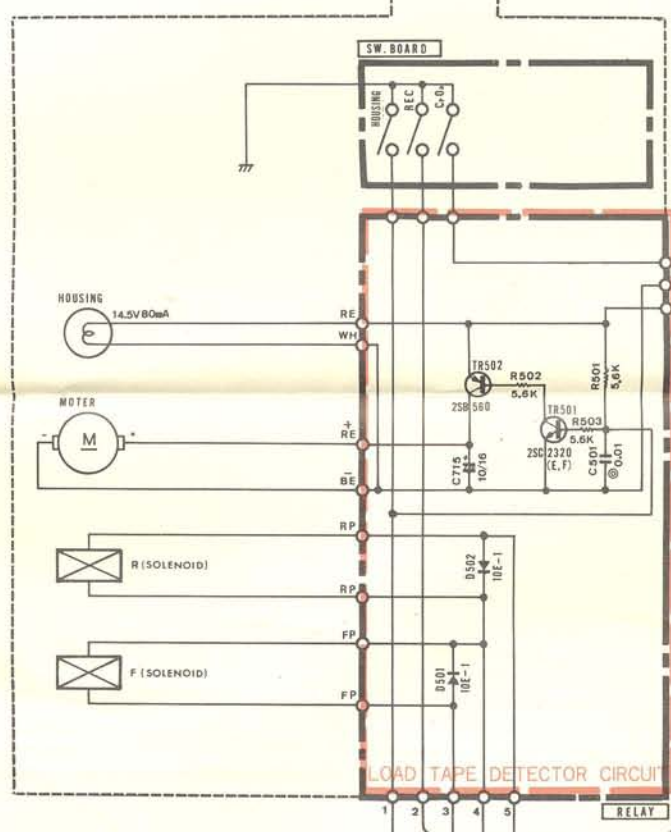 SW. BOARD
HOUSING
REC
CrO₂
HOUSING
14.5V 80mA
RE
WH
TR502
2SB 560
R502
5.6K
TR501
2SC 2320
(E,F)
R503
5.6K
R501
5.6K
C501
0.01
MOTER
- M +
+
RE
-
BE
C715 +
10/16
RP
R (SOLENOID)
RP
D502
10E-1
FP
F (SOLENOID)
FP
D501
10E-1
LOAD TAPE DETECTOR CIRCUIT
1 2 3 4 5
RELAY